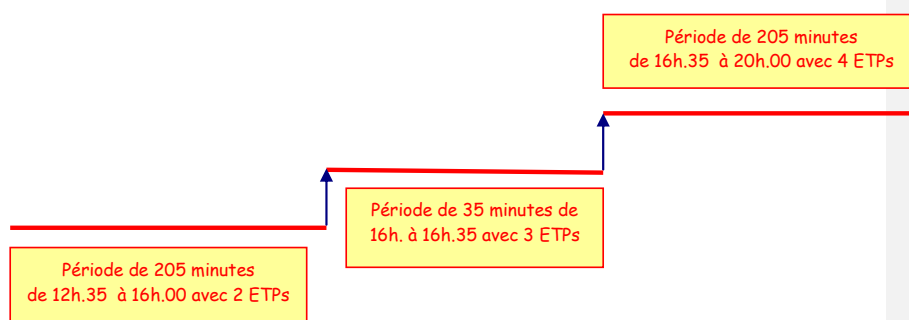 Période de 205 minutes
de 16h.35 à 20h.00 avec 4 ETPs
Période de 35 minutes de
16h. à 16h.35 avec 3 ETPs
Période de 205 minutes
de 12h.35 à 16h.00 avec 2 ETPs